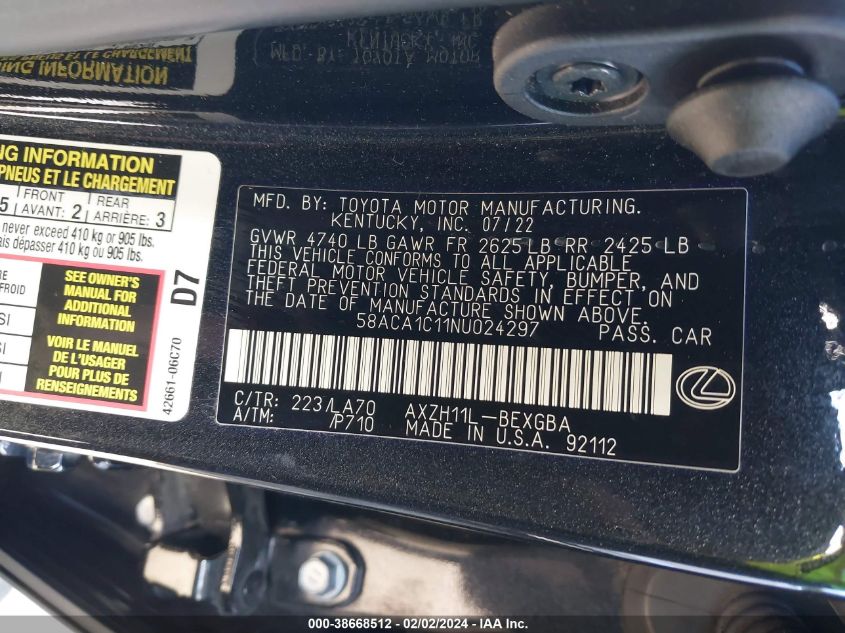 NG INFORMATION
PNEUS ET LE CHARGEMENT
5 FRONT AVANT: 2 REAR ARRIÈRE: 3
never exceed 410 kg or 905 lbs.
ais dépasser 410 kg ou 905 lbs.
SEE OWNER'S
MANUAL FOR
ADDITIONAL
INFORMATION
VOIR LE MANUEL
DE L'USAGER
POUR PLUS DE
RENSEIGNEMENTS
D7
42661-06C70
MFD. BY: TOYOTA MOTOR MANUFACTURING.
KENTUCKY, INC. 07/22
GVWR 4740 LB GAWR FR 2625 LB RR 2425 LB
THIS VEHICLE CONFORMS TO ALL APPLICABLE
FEDERAL MOTOR VEHICLE SAFETY, BUMPER, AND
THEFT PREVENTION STANDARDS IN EFFECT ON
THE DATE OF MANUFACTURE SHOWN ABOVE.
58ACA1C11NU024297 PASS. CAR
C/TR: 223/LA70 AXZH11L-BEXGBA
A/TM: /P710 MADE IN U.S.A. 92112
000-38668512 - 02/02/2024 - IAAI.COM